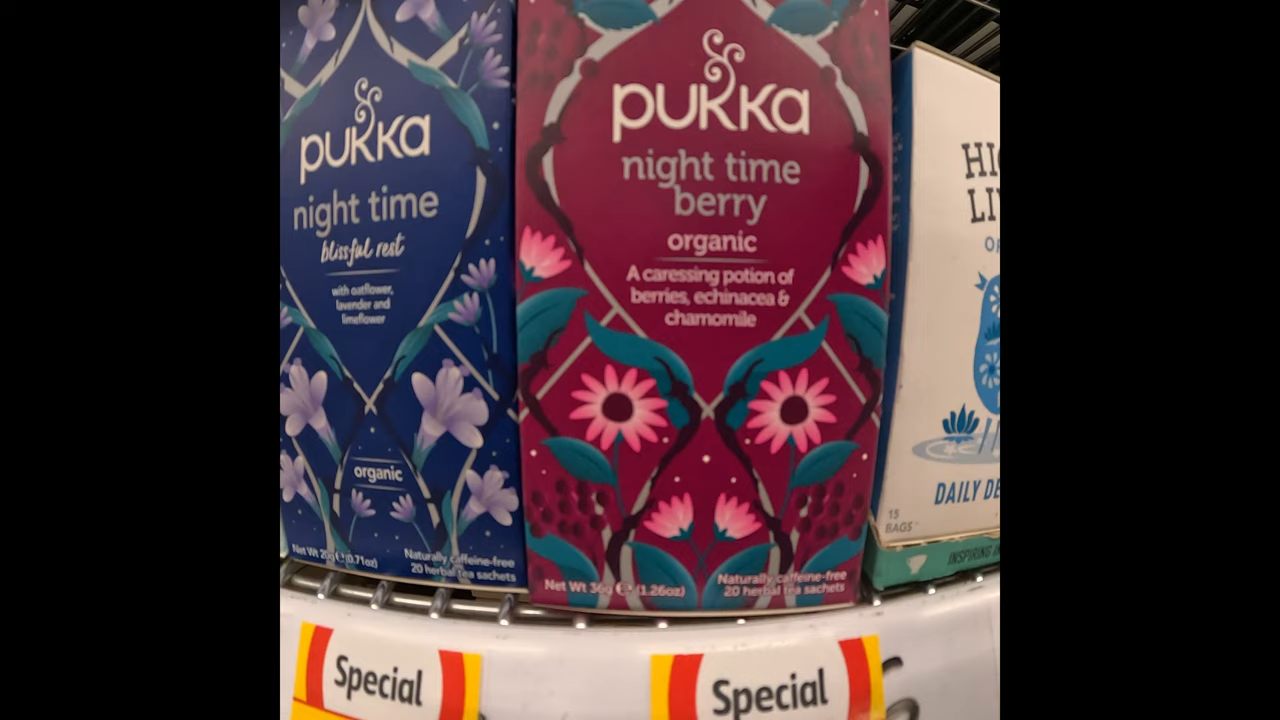 pukka
night time
blissful rest
with oatflower,
lavender and
limeflower
organic
Net Wt 20g e (0.71oz)
Naturally caffeine-free
20 herbal tea sachets
pukka
night time
berry
organic
A caressing potion of
berries, echinacea &
chamomile
Net Wt 36g e (1.26oz)
Naturally caffeine-free
20 herbal tea sachets
HI
LI
DAILY DE
15
BAGS
INSPIRING
Special
Special